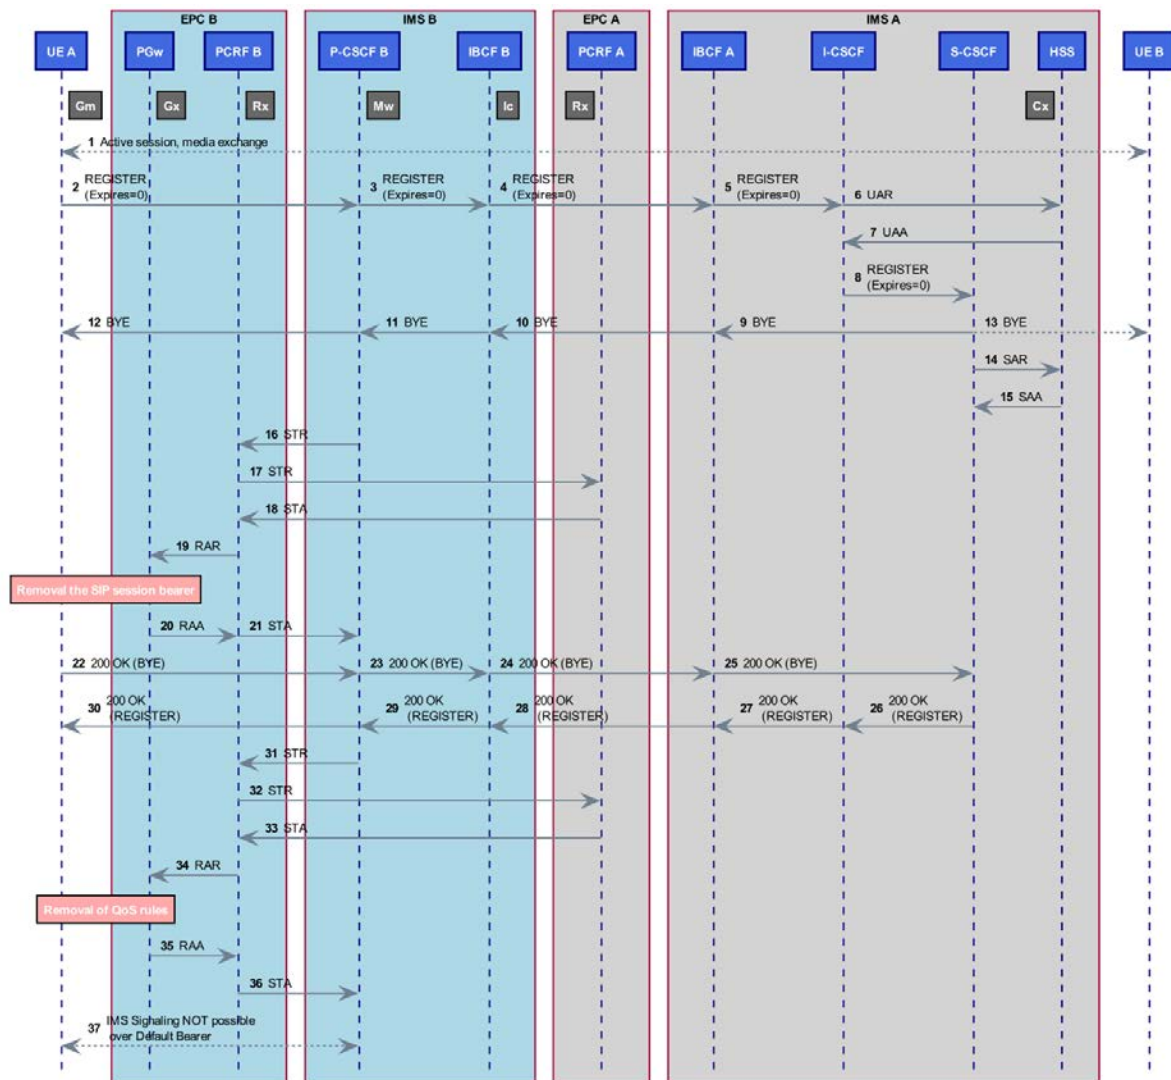 EPC B
IMS B
EPC A
IMS A
UE A
PGw
PCRF B
P-CSCF B
IBCF B
PCRF A
IBCF A
I-CSCF
S-CSCF
HSS
UE B
Gm
Gx
Rx
Mw
Ic
Rx
Cx
1 Active session, media exchange
2 REGISTER
(Expires=0)
3 REGISTER
(Expires=0)
4 REGISTER
(Expires=0)
5 REGISTER
(Expires=0)
6 UAR
7 UAA
8 REGISTER
(Expires=0)
12 BYE
11 BYE
10 BYE
9 BYE
13 BYE
14 SAR
15 SAA
16 STR
17 STR
18 STA
19 RAR
Removal the SIP session bearer
20 RAA
21 STA
22 200 OK (BYE)
23 200 OK (BYE)
24 200 OK (BYE)
25 200 OK (BYE)
30 200 OK
(REGISTER)
29 200 OK
(REGISTER)
28 200 OK
(REGISTER)
27 200 OK
(REGISTER)
26 200 OK
(REGISTER)
31 STR
32 STR
33 STA
34 RAR
Removal of QoS rules
35 RAA
36 STA
37 IMS Signaling NOT possible
over Default Bearer